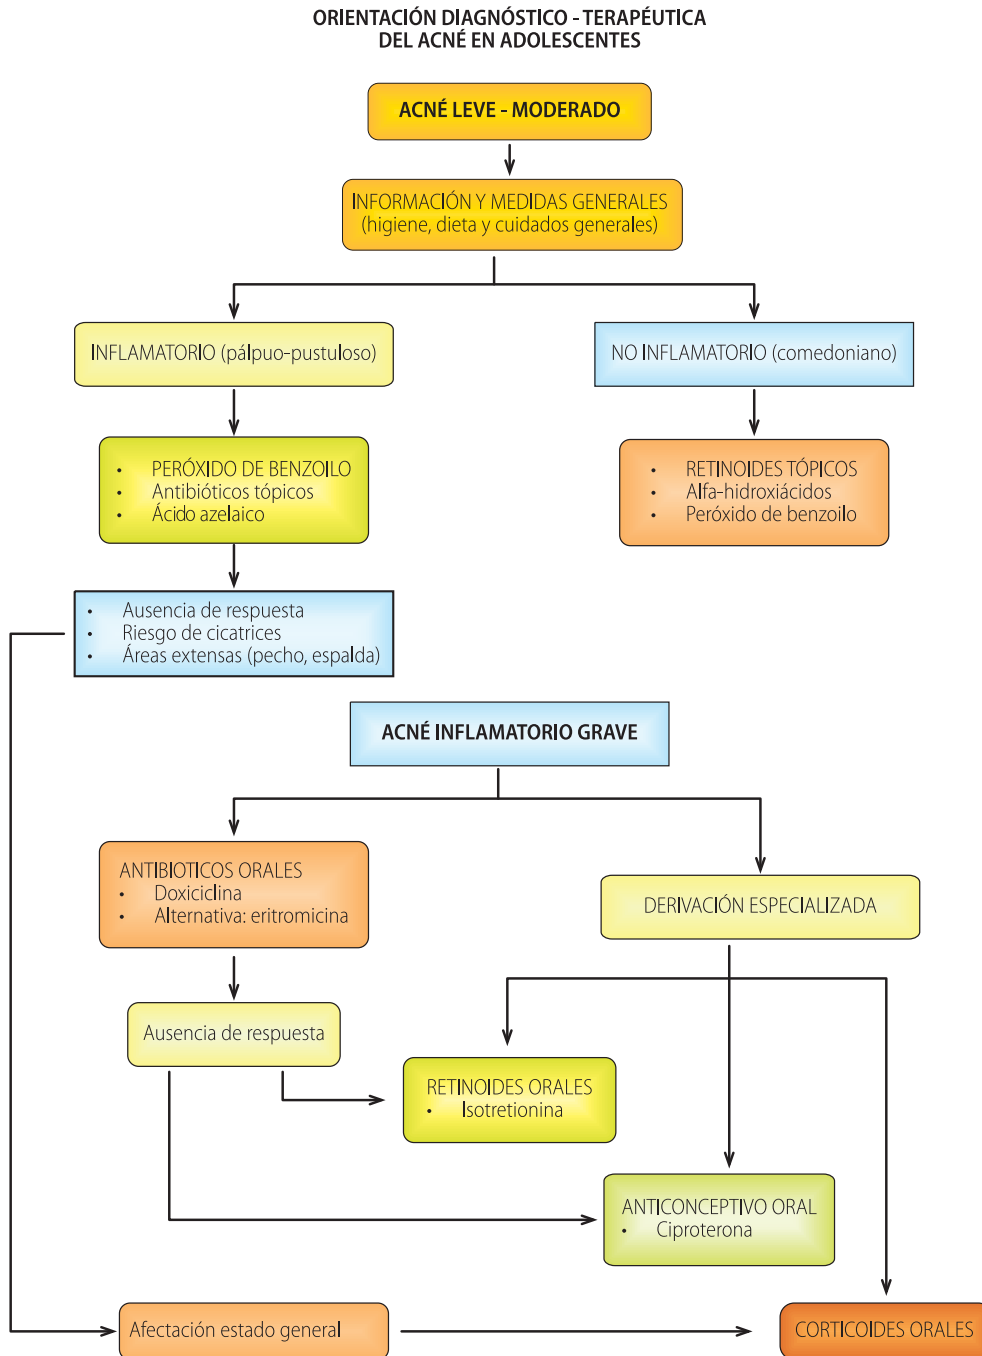 ORIENTACIÓN DIAGNÓSTICO - TERAPÉUTICA
DEL ACNÉ EN ADOLESCENTES
ACNÉ LEVE - MODERADO
INFORMACIÓN Y MEDIDAS GENERALES
(higiene, dieta y cuidados generales)
INFLAMATORIO (pálpuo-pustuloso)
NO INFLAMATORIO (comedoniano)
• PERÓXIDO DE BENZOILO
• Antibióticos tópicos
• Ácido azelaico
• RETINOIDES TÓPICOS
• Alfa-hidroxiácidos
• Peróxido de benzoilo
• Ausencia de respuesta
• Riesgo de cicatrices
• Áreas extensas (pecho, espalda)
ACNÉ INFLAMATORIO GRAVE
ANTIBIOTICOS ORALES
• Doxiciclina
• Alternativa: eritromicina
DERIVACIÓN ESPECIALIZADA
Ausencia de respuesta
RETINOIDES ORALES
• Isotretionina
ANTICONCEPTIVO ORAL
• Ciproterona
Afectación estado general
CORTICOIDES ORALES